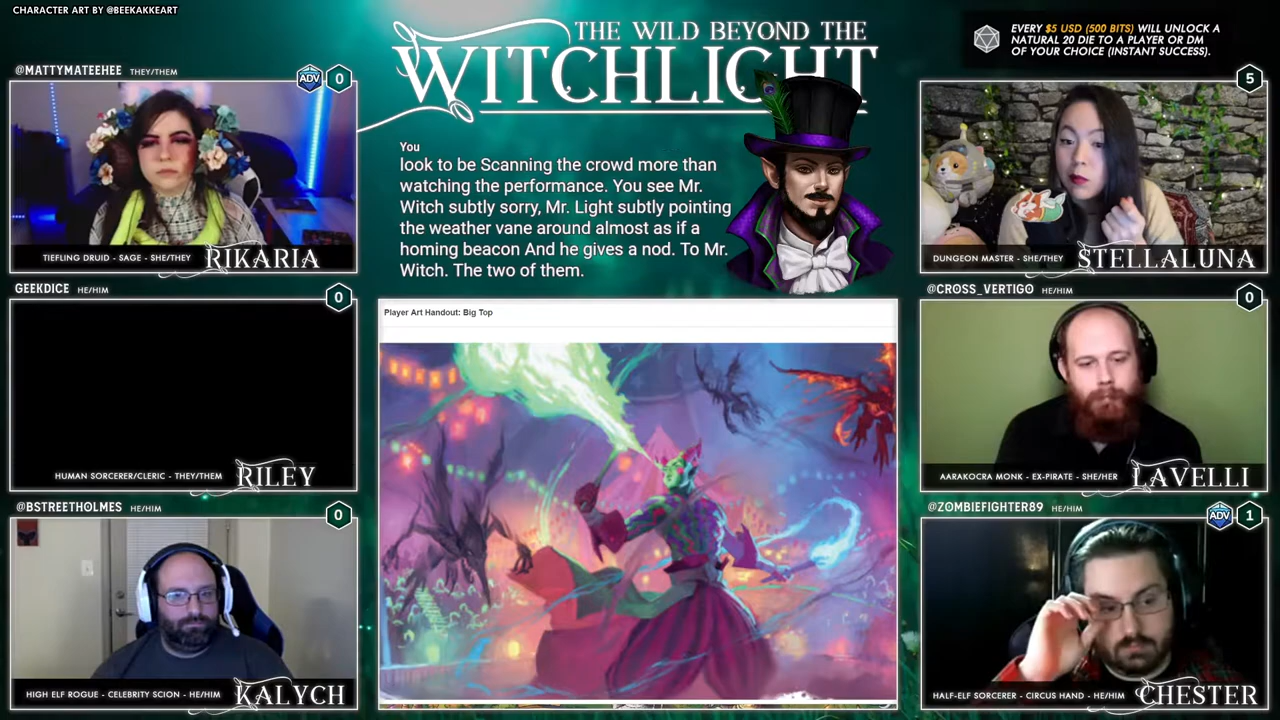 CHARACTER ART BY @BEEKAKKEART
THE WILD BEYOND THE
WITCHLIGHT
EVERY $5 USD (500 BITS) WILL UNLOCK A
NATURAL 20 DIE TO A PLAYER OR DM
OF YOUR CHOICE (INSTANT SUCCESS).
@MATTYMATEEHEE THEY/THEM
ADV 0
TIEFLING DRUID - SAGE - SHE/THEY RIKARIA
You
look to be Scanning the crowd more than
watching the performance. You see Mr.
Witch subtly sorry, Mr. Light subtly pointing
the weather vane around almost as if a
homing beacon And he gives a nod. To Mr.
Witch. The two of them.
5
DUNGEON MASTER - SHE/THEY STELLALUNA
GEEKDICE HE/HIM
0
HUMAN SORCERER/CLERIC - THEY/THEM RILEY
Player Art Handout: Big Top
@CROSS_VERTIGO HE/HIM
0
AARAKOCRA MONK - EX-PIRATE - SHE/HER LAVELLI
@BSTREETHOLMES HE/HIM
0
HIGH ELF ROGUE - CELEBRITY SCION - HE/HIM KALYCH
@ZOMBIEFIGHTER89 HE/HIM
ADV 1
HALF-ELF SORCERER - CIRCUS HAND - HE/HIM CHESTER